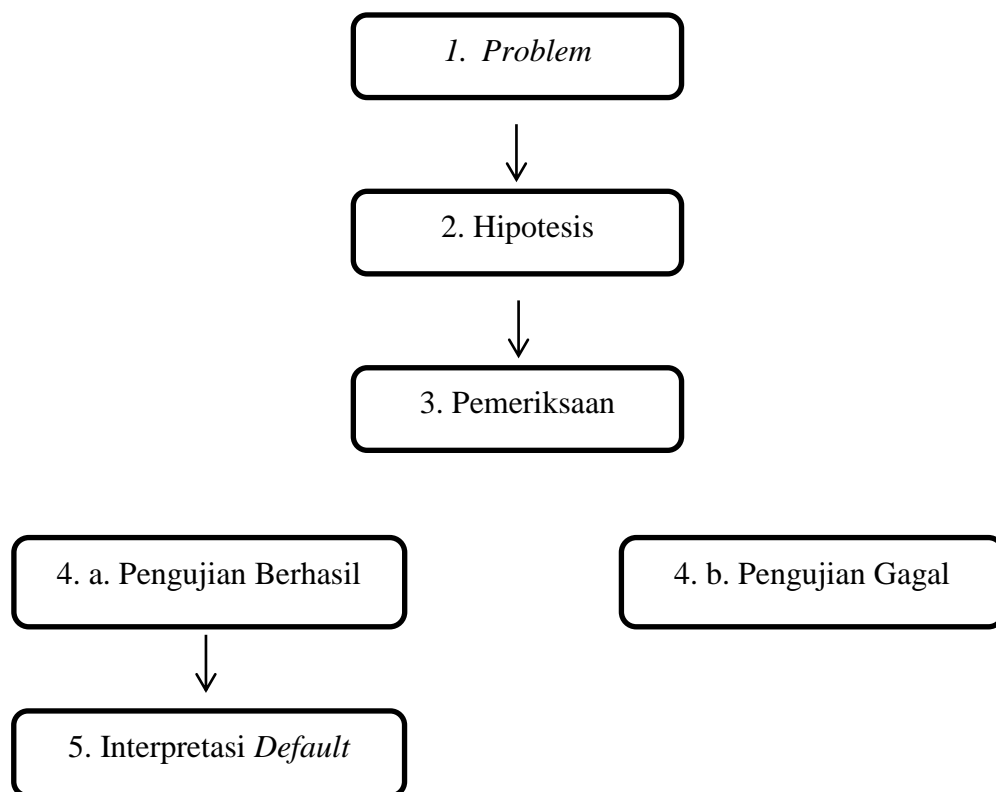 1. Problem
2. Hipotesis
3. Pemeriksaan
4. a. Pengujian Berhasil
4. b. Pengujian Gagal
5. Interpretasi Default